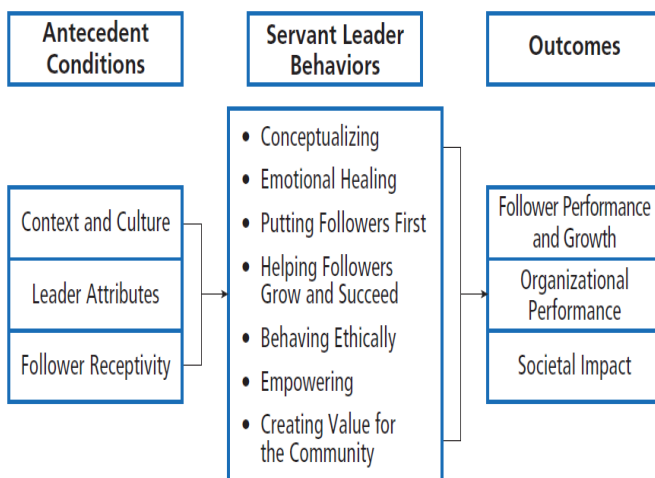 Antecedent
Conditions
Servant Leader
Behaviors
Outcomes
Context and Culture
Leader Attributes
Follower Receptivity
• Conceptualizing
• Emotional Healing
• Putting Followers First
• Helping Followers
Grow and Succeed
• Behaving Ethically
• Empowering
• Creating Value for
the Community
Follower Performance
and Growth
Organizational
Performance
Societal Impact